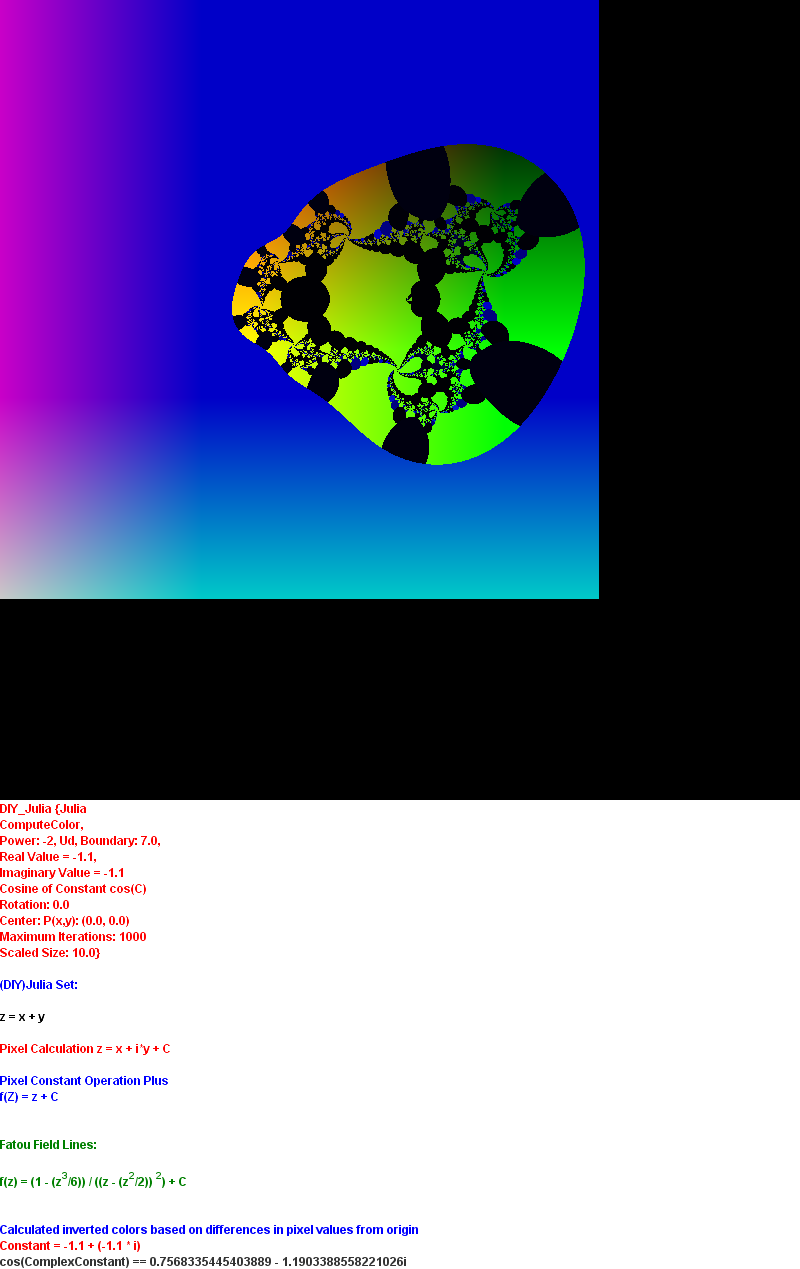 DIY_Julia {Julia
ComputeColor,
Power: -2, Ud, Boundary: 7.0,
Real Value = -1.1,
Imaginary Value = -1.1
Cosine of Constant cos(C)
Rotation: 0.0
Center: P(x,y): (0.0, 0.0)
Maximum Iterations: 1000
Scaled Size: 10.0}
(DIY)Julia Set:
z = x + y
Pixel Calculation z = x + i*y + C
Pixel Constant Operation Plus
f(Z) = z + C
Fatou Field Lines:
f(z) = (1 - (z^3/6)) / ((z - (z^2/2)) ^2) + C
Calculated inverted colors based on differences in pixel values from origin
Constant = -1.1 + (-1.1 * i)
cos(ComplexConstant) == 0.7568335445403889 - 1.1903388558221026i